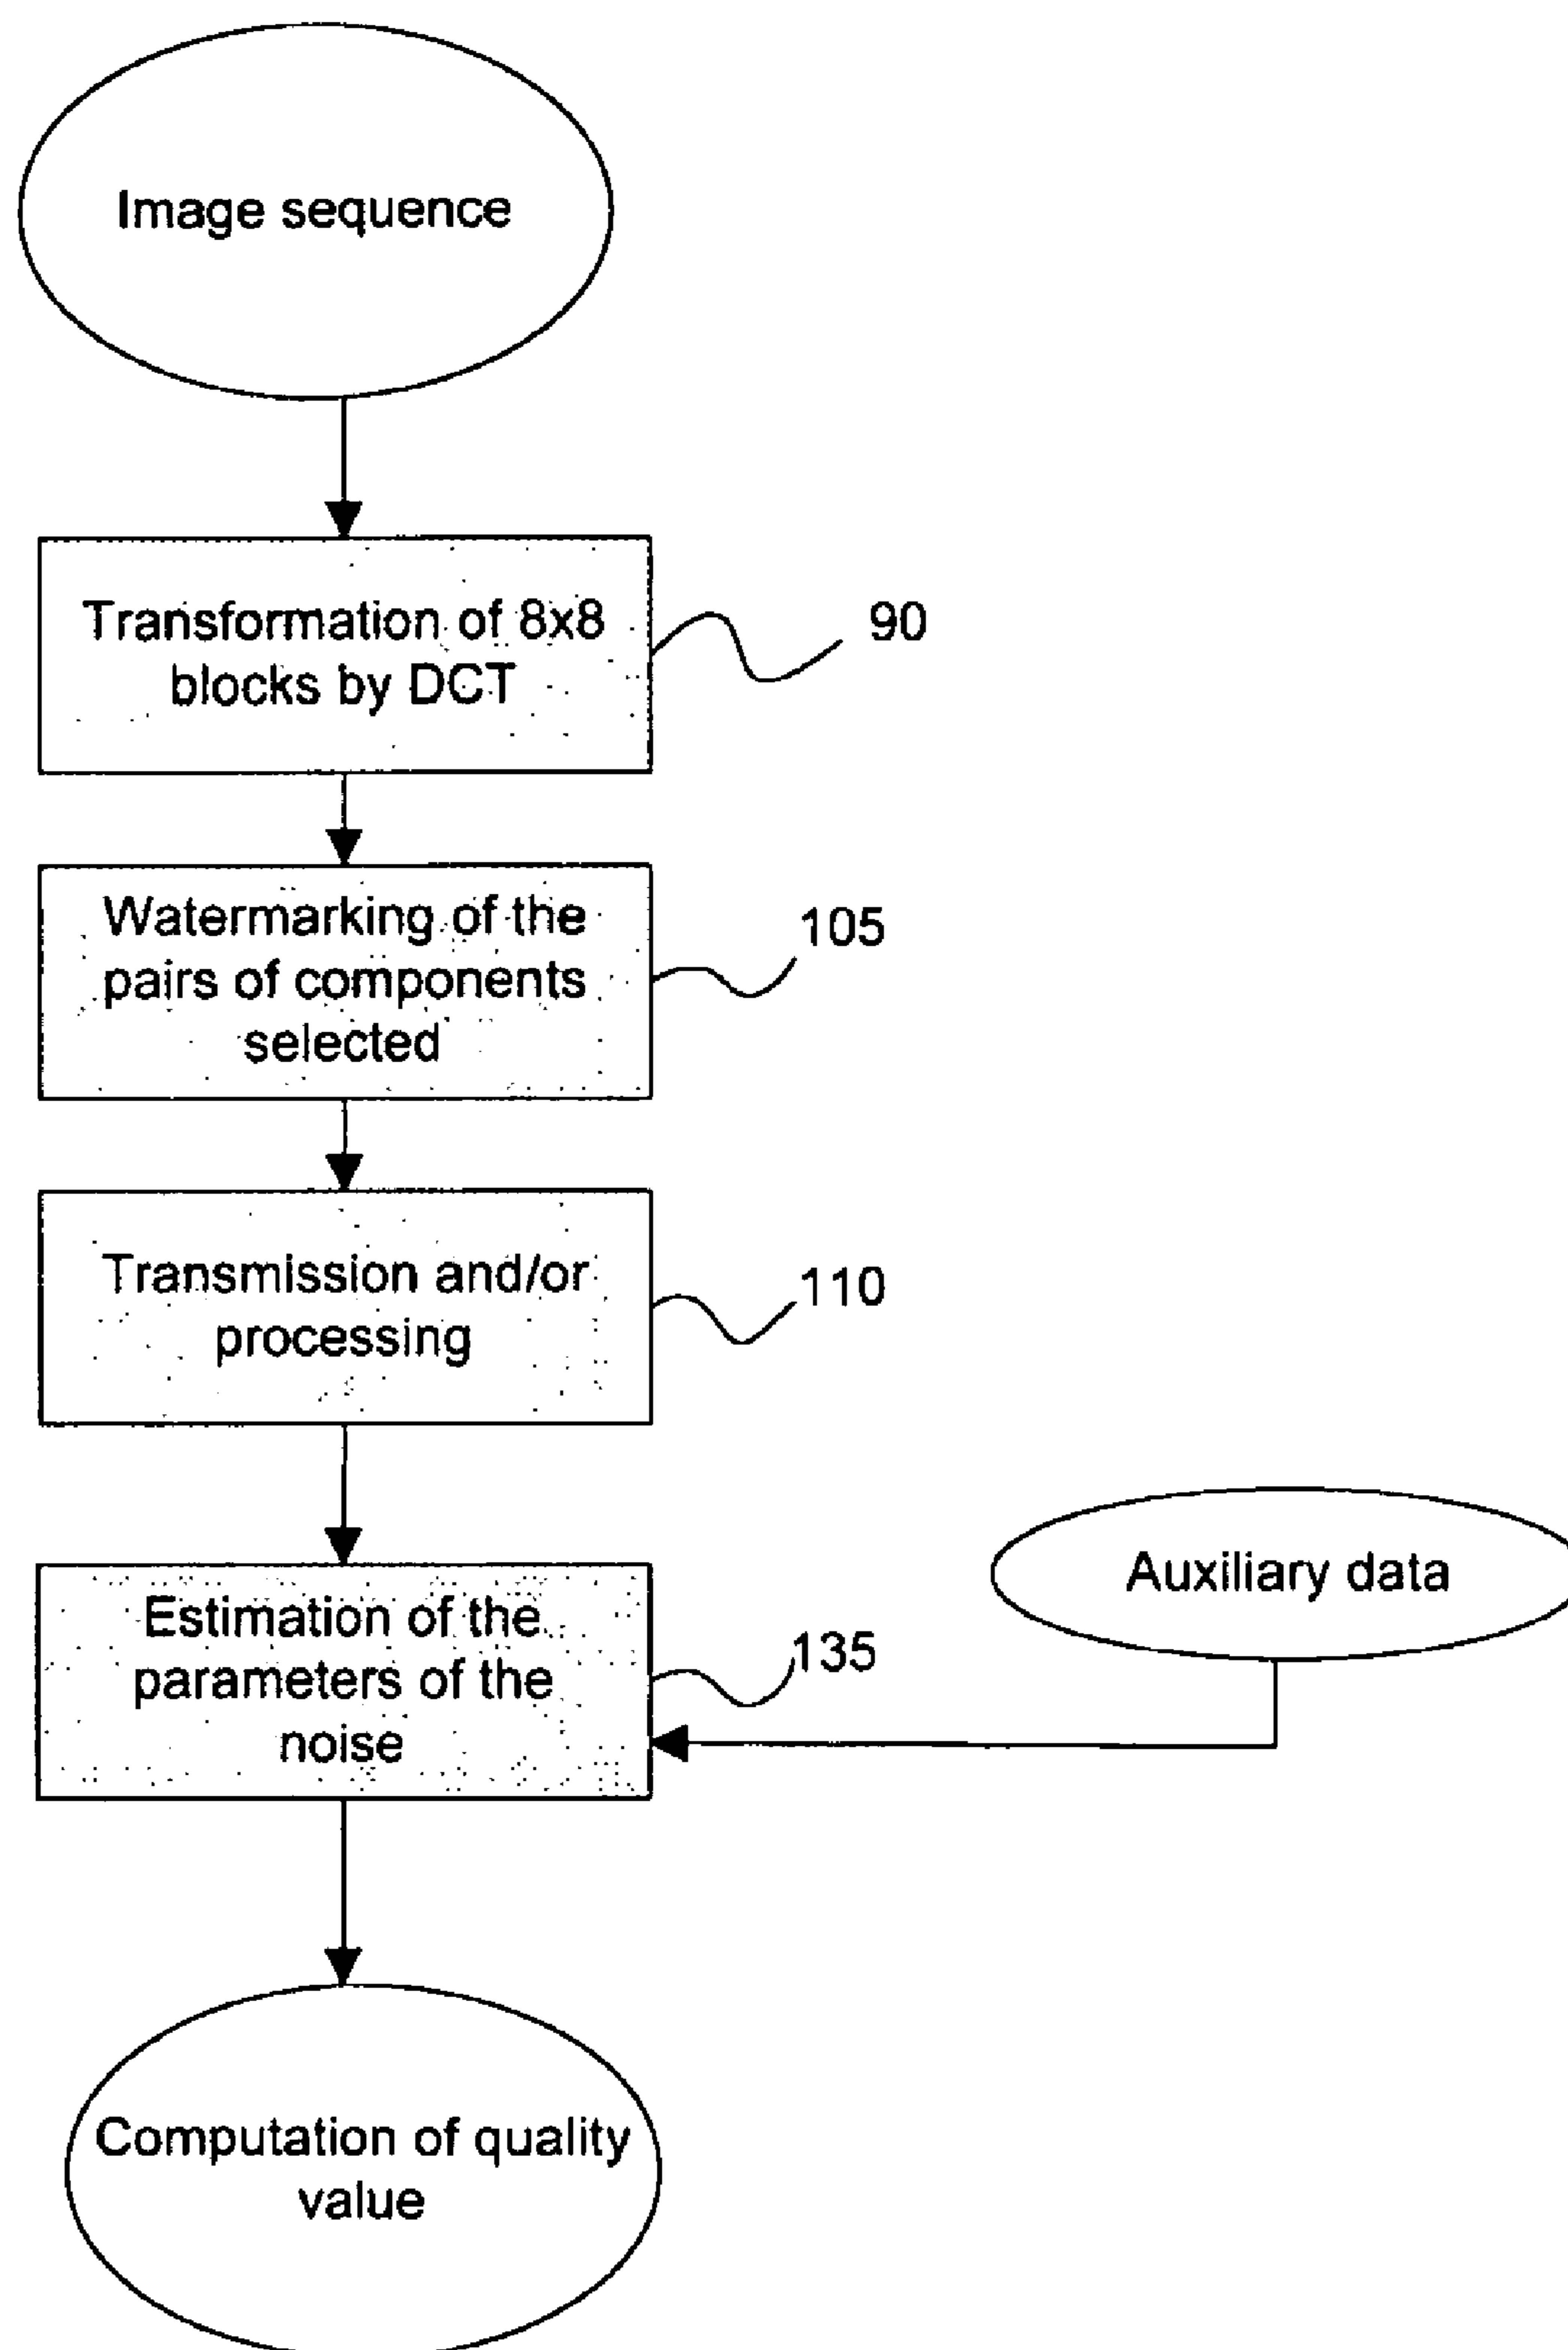 Image sequence
Transformation of 8x8
blocks by DCT
90
Watermarking of the
pairs of components
selected
105
Transmission and/or
processing
110
Estimation of the
parameters of the
noise
135
Auxiliary data
Computation of quality
value